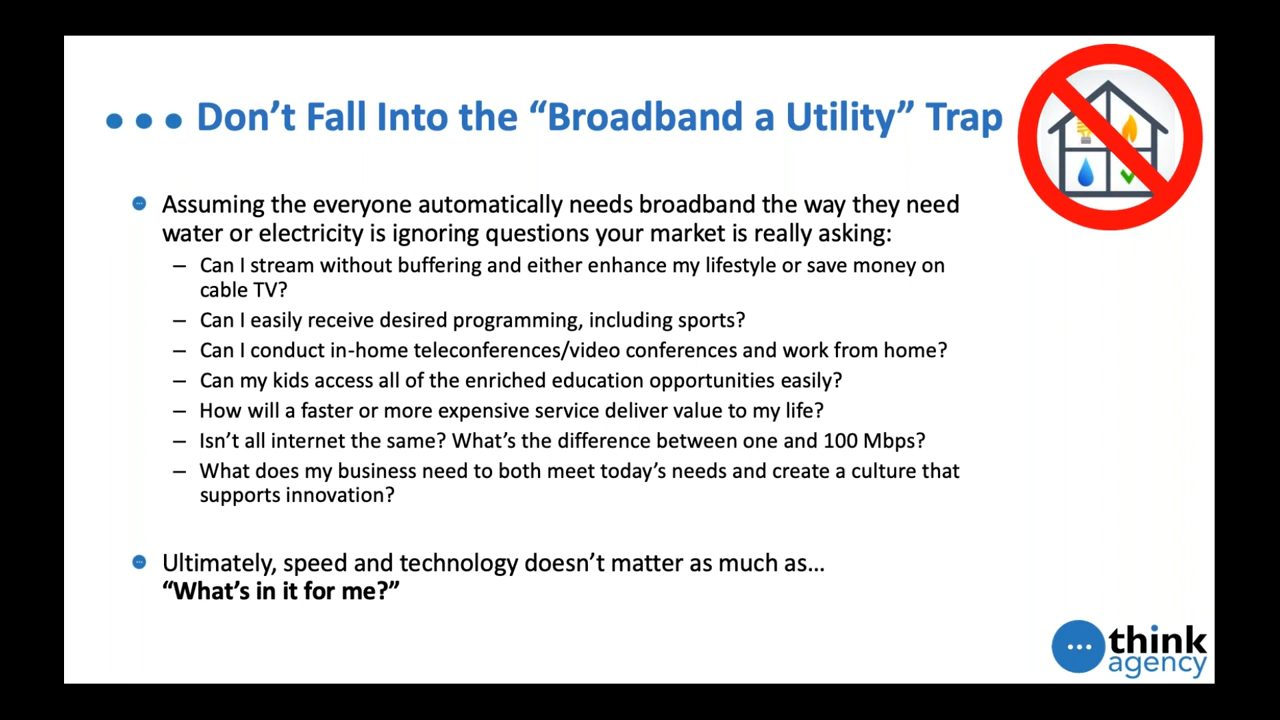 Don’t Fall Into the “Broadband a Utility” Trap
Assuming the everyone automatically needs broadband the way they need
water or electricity is ignoring questions your market is really asking:
– Can I stream without buffering and either enhance my lifestyle or save money on
cable TV?
– Can I easily receive desired programming, including sports?
– Can I conduct in-home teleconferences/video conferences and work from home?
– Can my kids access all of the enriched education opportunities easily?
– How will a faster or more expensive service deliver value to my life?
– Isn’t all internet the same? What’s the difference between one and 100 Mbps?
– What does my business need to both meet today’s needs and create a culture that
supports innovation?
Ultimately, speed and technology doesn’t matter as much as…
“What’s in it for me?”
think
agency